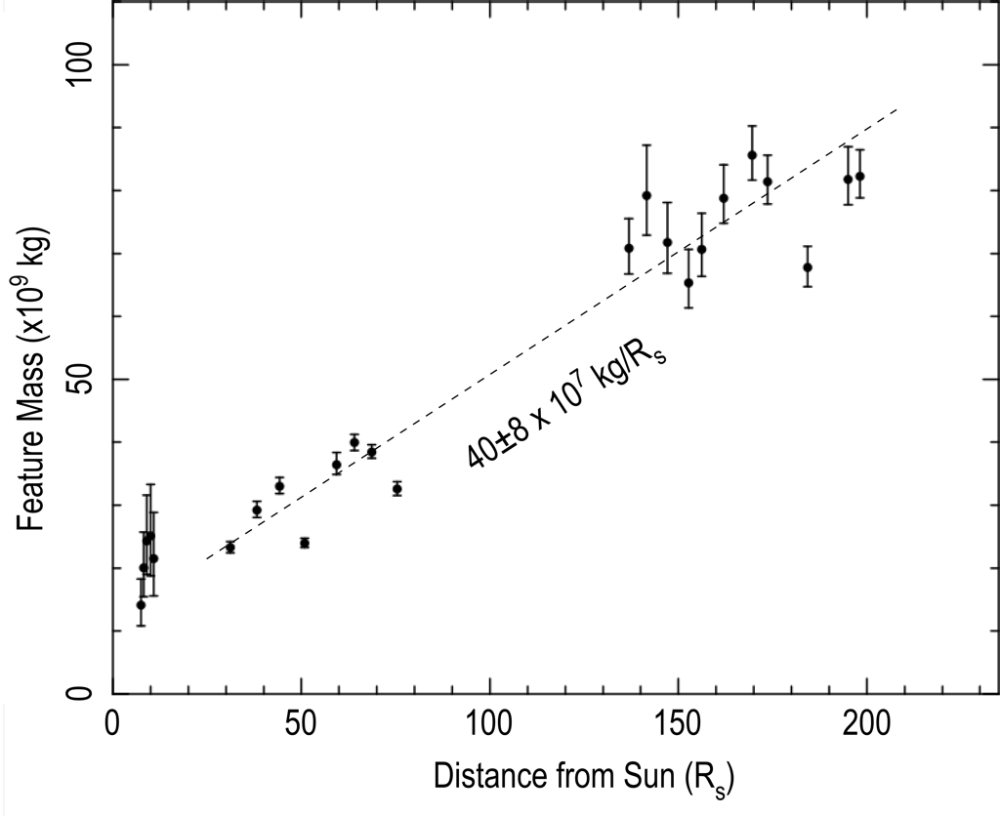 100
50
0
0 50 100 150 200
Feature Mass (x10⁹ kg)
40±8 x 10⁷ kg/Rₛ
Distance from Sun (Rₛ)